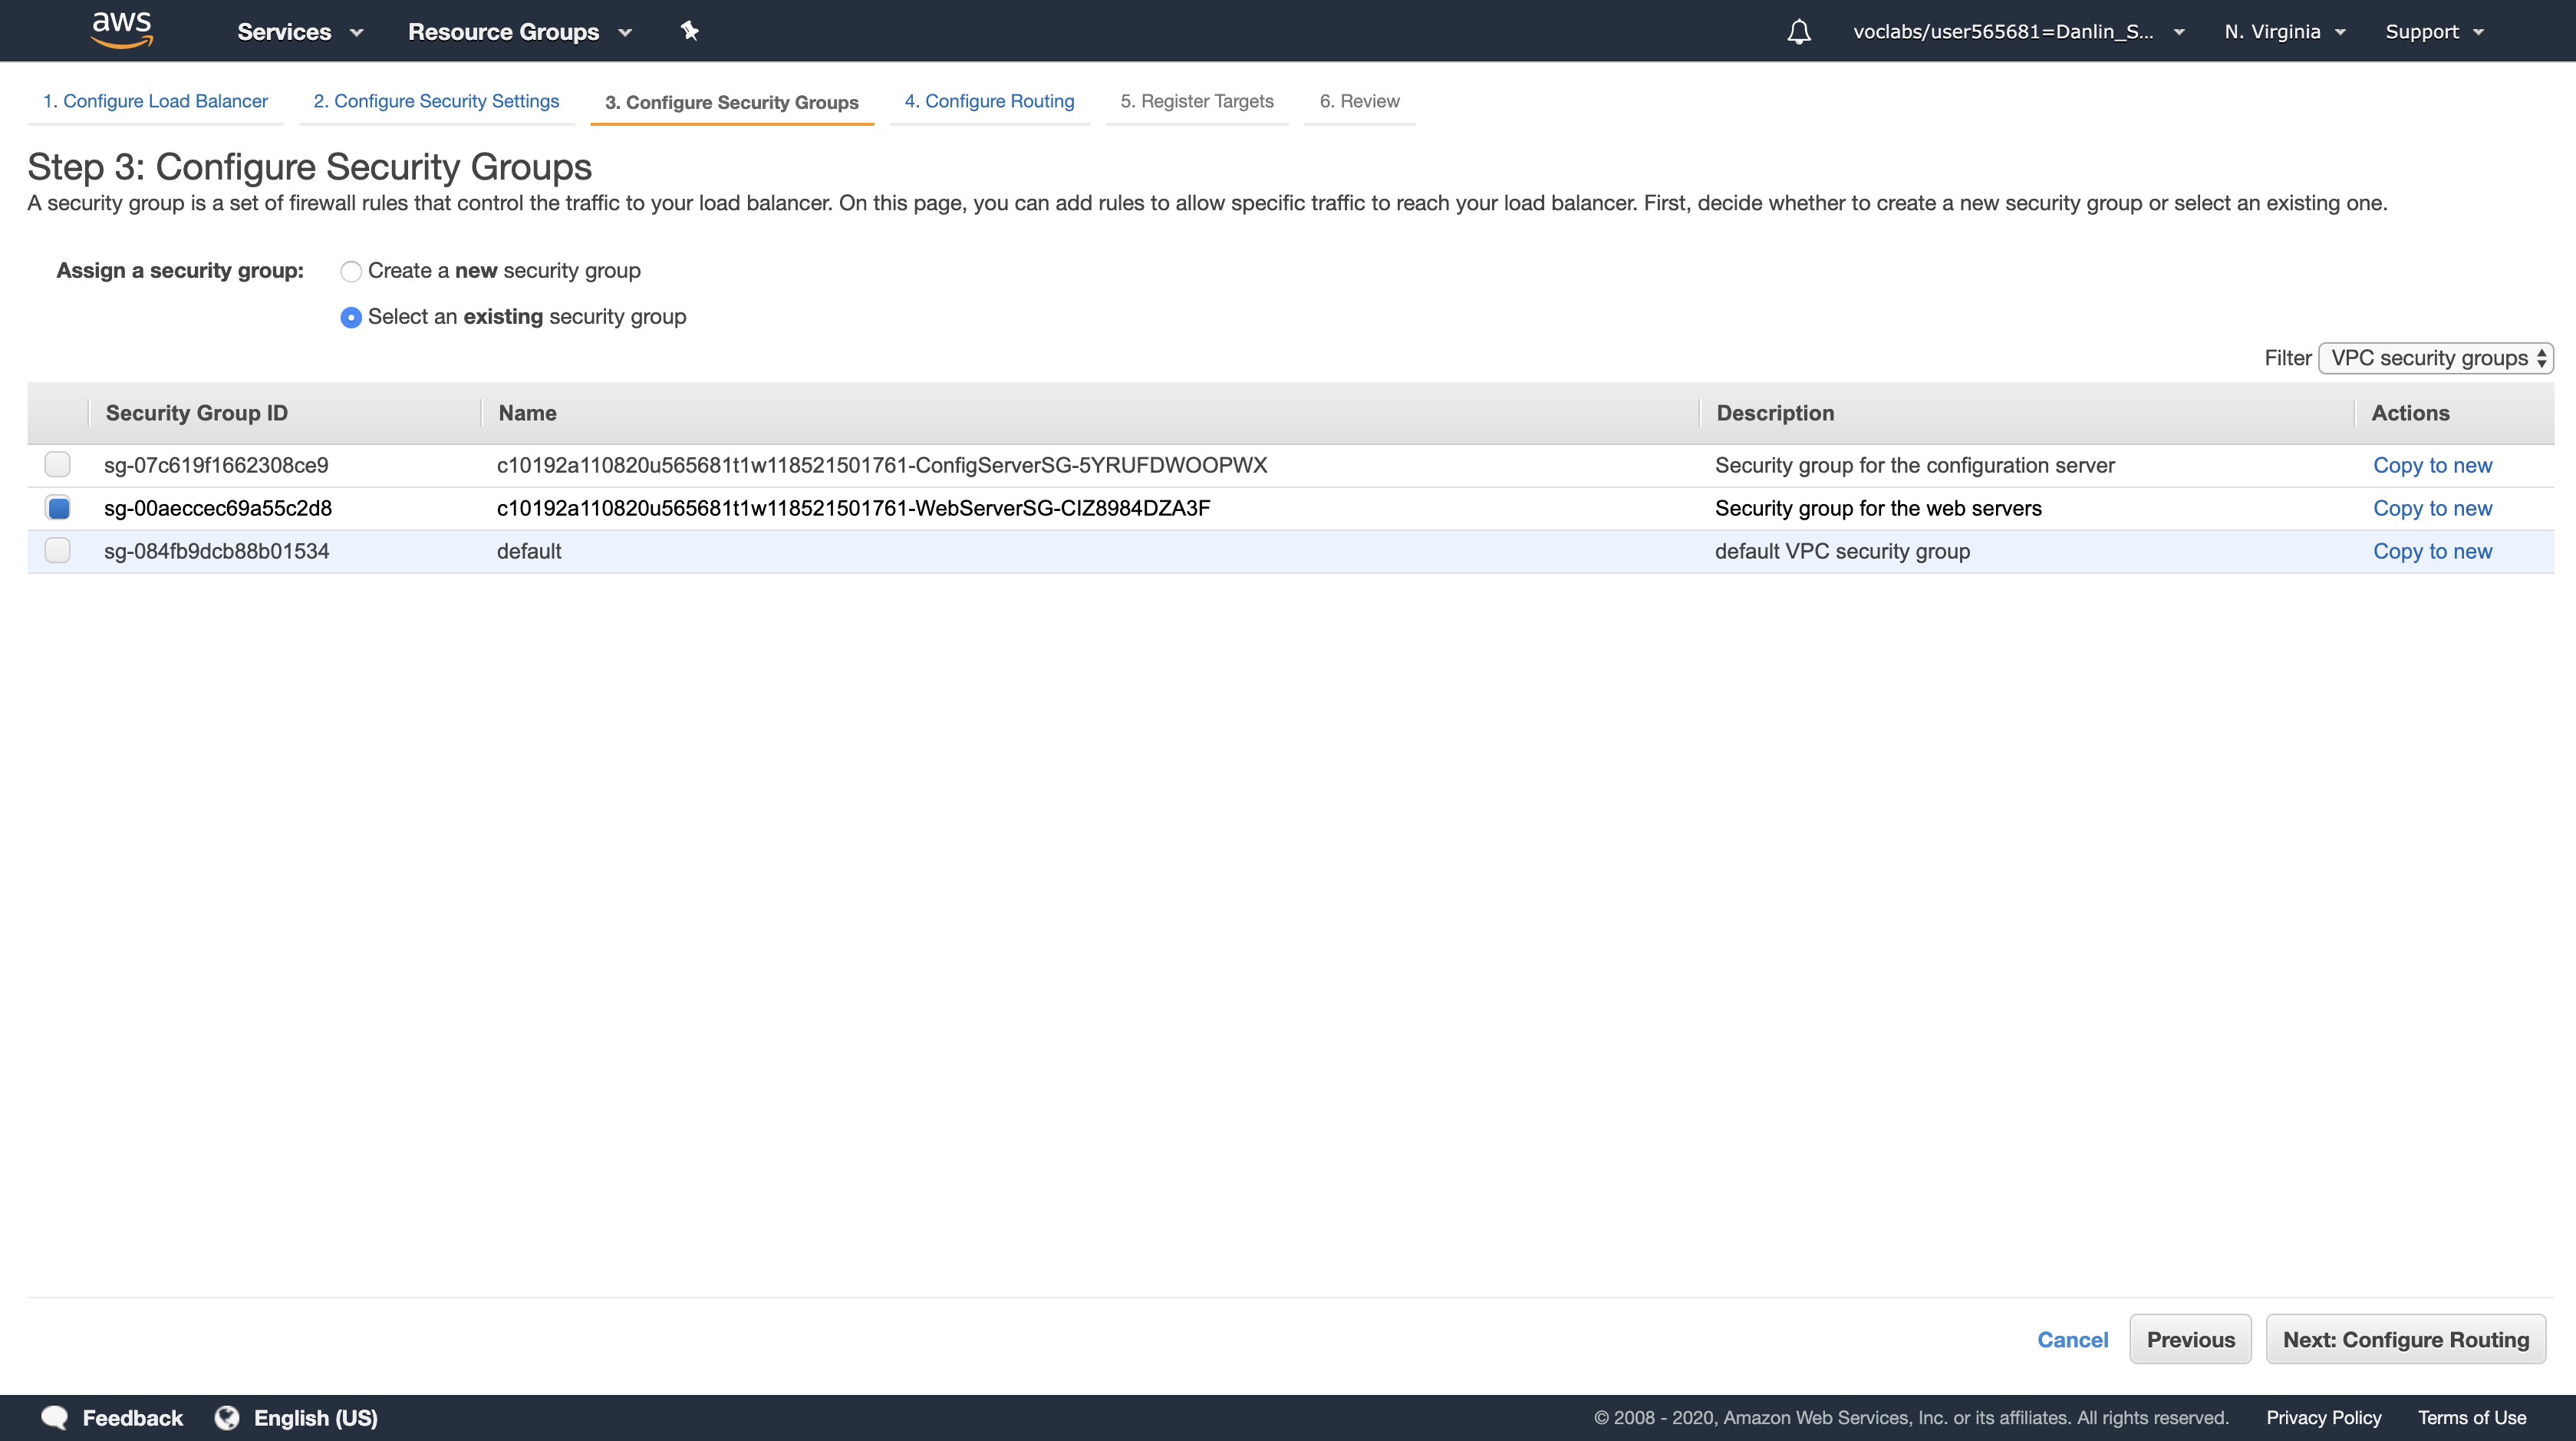 aws Services Resource Groups voclabs/user565681=Danlin_S... N. Virginia Support
1. Configure Load Balancer 2. Configure Security Settings 3. Configure Security Groups 4. Configure Routing 5. Register Targets 6. Review
Step 3: Configure Security Groups
A security group is a set of firewall rules that control the traffic to your load balancer. On this page, you can add rules to allow specific traffic to reach your load balancer. First, decide whether to create a new security group or select an existing one.
Assign a security group: Create a new security group
Select an existing security group
Filter VPC security groups
Security Group ID Name Description Actions
sg-07c619f1662308ce9 c10192a110820u565681t1w118521501761-ConfigServerSG-5YRUFDWOOPWX Security group for the configuration server Copy to new
sg-00aeccec69a55c2d8 c10192a110820u565681t1w118521501761-WebServerSG-CIZ8984DZA3F Security group for the web servers Copy to new
sg-084fb9dcb88b01534 default default VPC security group Copy to new
Cancel Previous Next: Configure Routing
Feedback English (US) © 2008 - 2020, Amazon Web Services, Inc. or its affiliates. All rights reserved. Privacy Policy Terms of Use